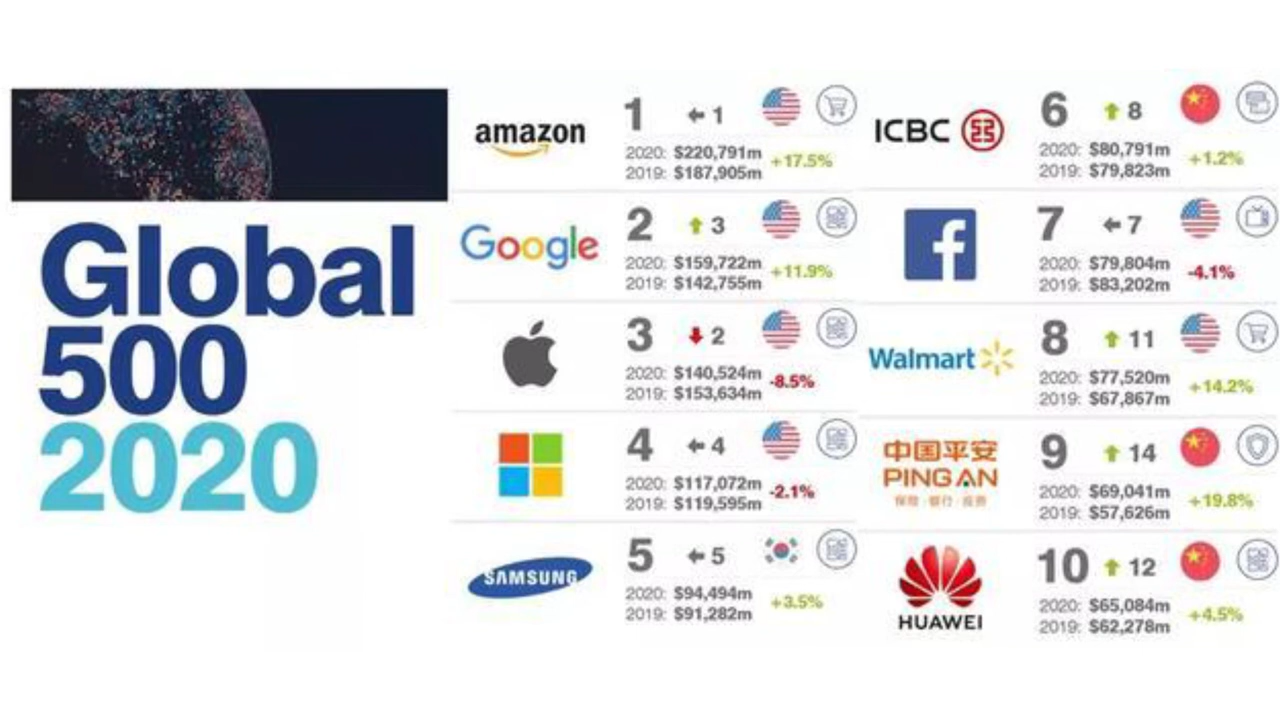 Global
500
2020
amazon
1 1
2020: $220,791m
2019: $187,905m
+17.5%
Google
2 3
2020: $159,722m
2019: $142,755m
+11.9%
3 2
2020: $140,524m
2019: $153,634m
-8.5%
4 4
2020: $117,072m
2019: $119,595m
-2.1%
SAMSUNG
5 5
2020: $94,494m
2019: $91,282m
+3.5%
ICBC
6 8
2020: $80,791m
2019: $79,823m
+1.2%
f
7 7
2020: $79,804m
2019: $83,202m
-4.1%
Walmart
8 11
2020: $77,520m
2019: $67,867m
+14.2%
中国平安
PING AN
保险·银行·投资
9 14
2020: $69,041m
2019: $57,626m
+19.8%
HUAWEI
10 12
2020: $65,084m
2019: $62,278m
+4.5%